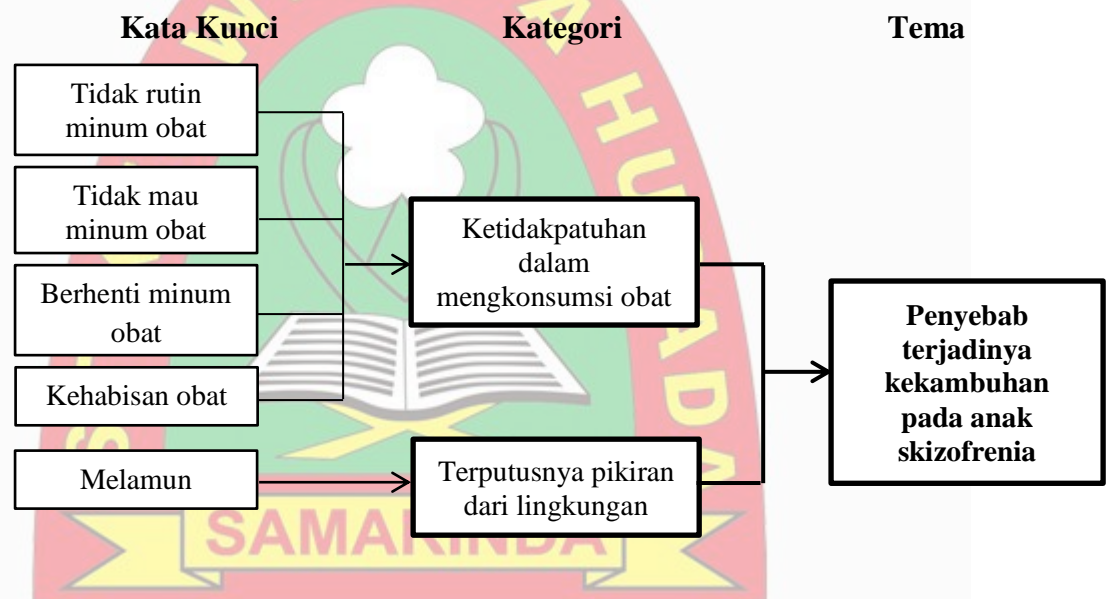 Kata Kunci
Kategori
Tema
Tidak rutin
minum obat
Tidak mau
minum obat
Berhenti minum
obat
Kehabisan obat
Melamun
Ketidakpatuhan
dalam
mengkonsumsi obat
Terputusnya pikiran
dari lingkungan
Penyebab
terjadinya
kekambuhan
pada anak
skizofrenia
SAMARINDA